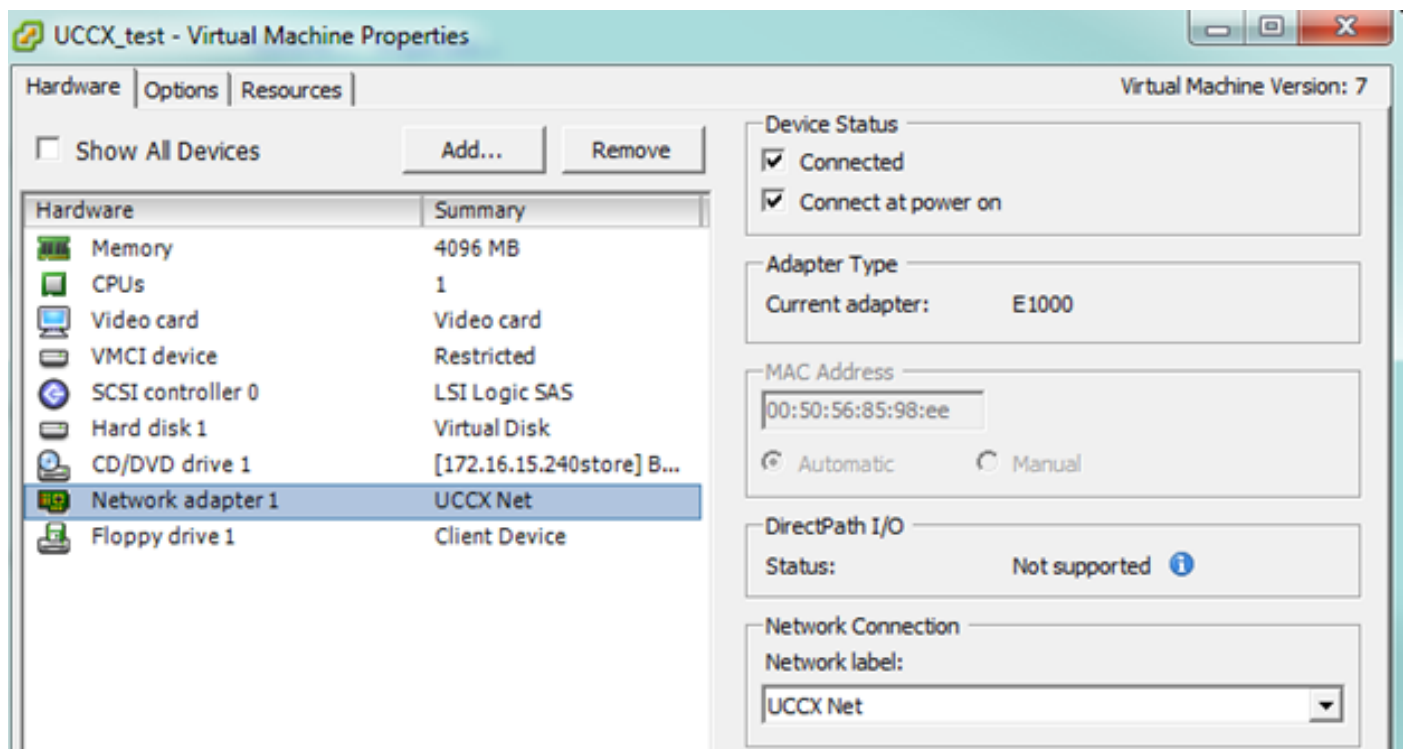 UCCX_test - Virtual Machine Properties
Hardware Options Resources Virtual Machine Version: 7
Show All Devices Add... Remove
Hardware Summary
Memory 4096 MB
CPUs 1
Video card Video card
VMCI device Restricted
SCSI controller 0 LSI Logic SAS
Hard disk 1 Virtual Disk
CD/DVD drive 1 [172.16.15.240store] B...
Network adapter 1 UCCX Net
Floppy drive 1 Client Device
Device Status
Connected
Connect at power on
Adapter Type
Current adapter: E1000
MAC Address
00:50:56:85:98:ee
Automatic Manual
DirectPath I/O
Status: Not supported
Network Connection
Network label:
UCCX Net